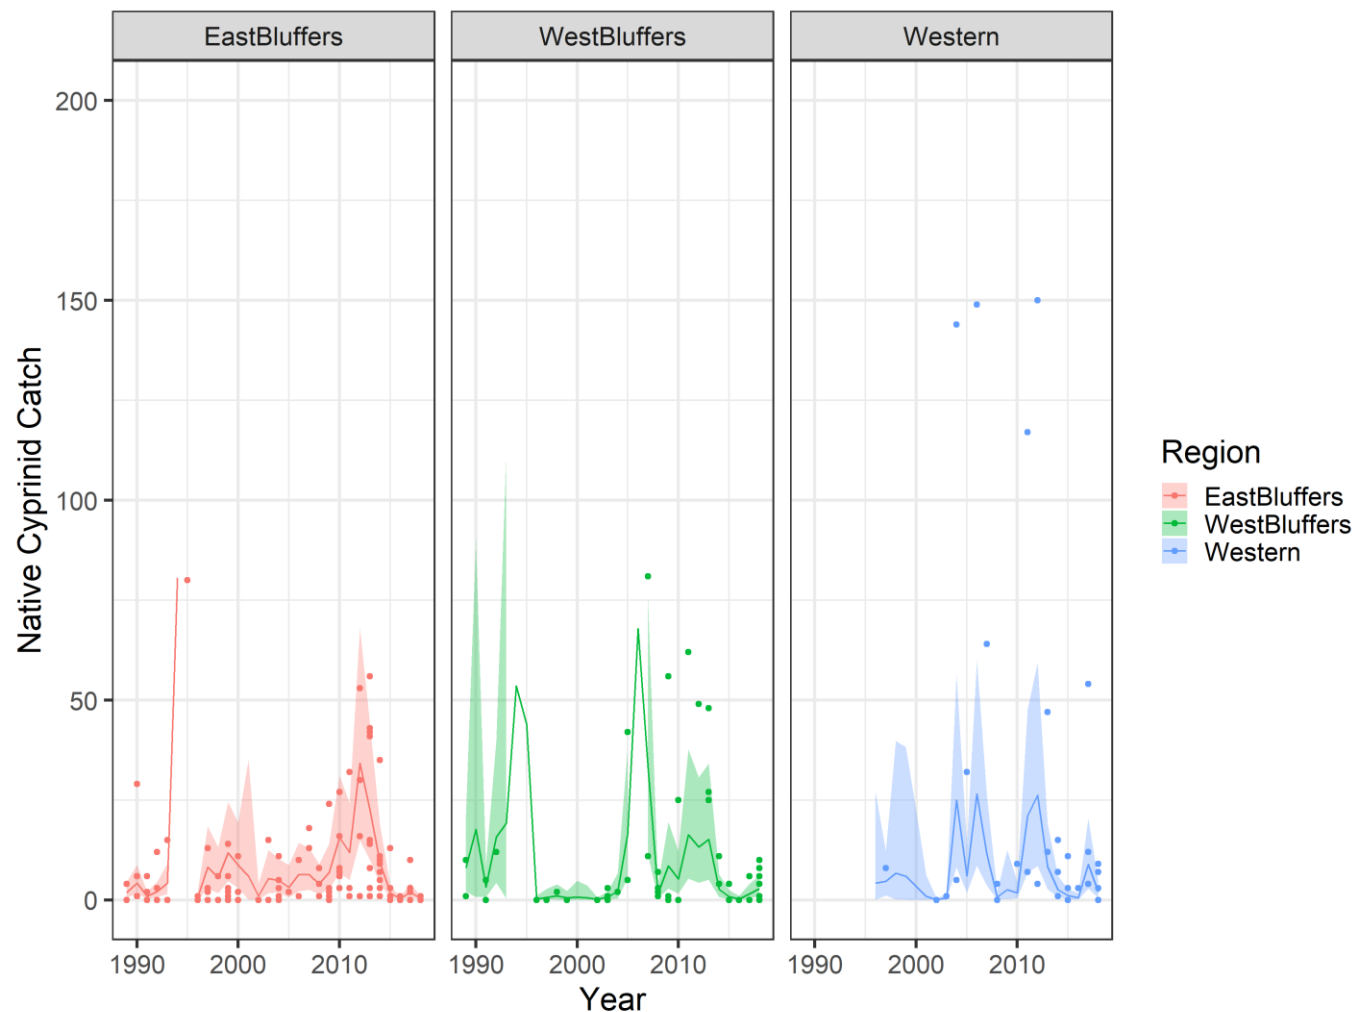 EastBluffers WestBluffers Western
200
150
100
50
0
Native Cyprinid Catch
1990 2000 2010 1990 2000 2010 1990 2000 2010
Year
Region
EastBluffers
WestBluffers
Western